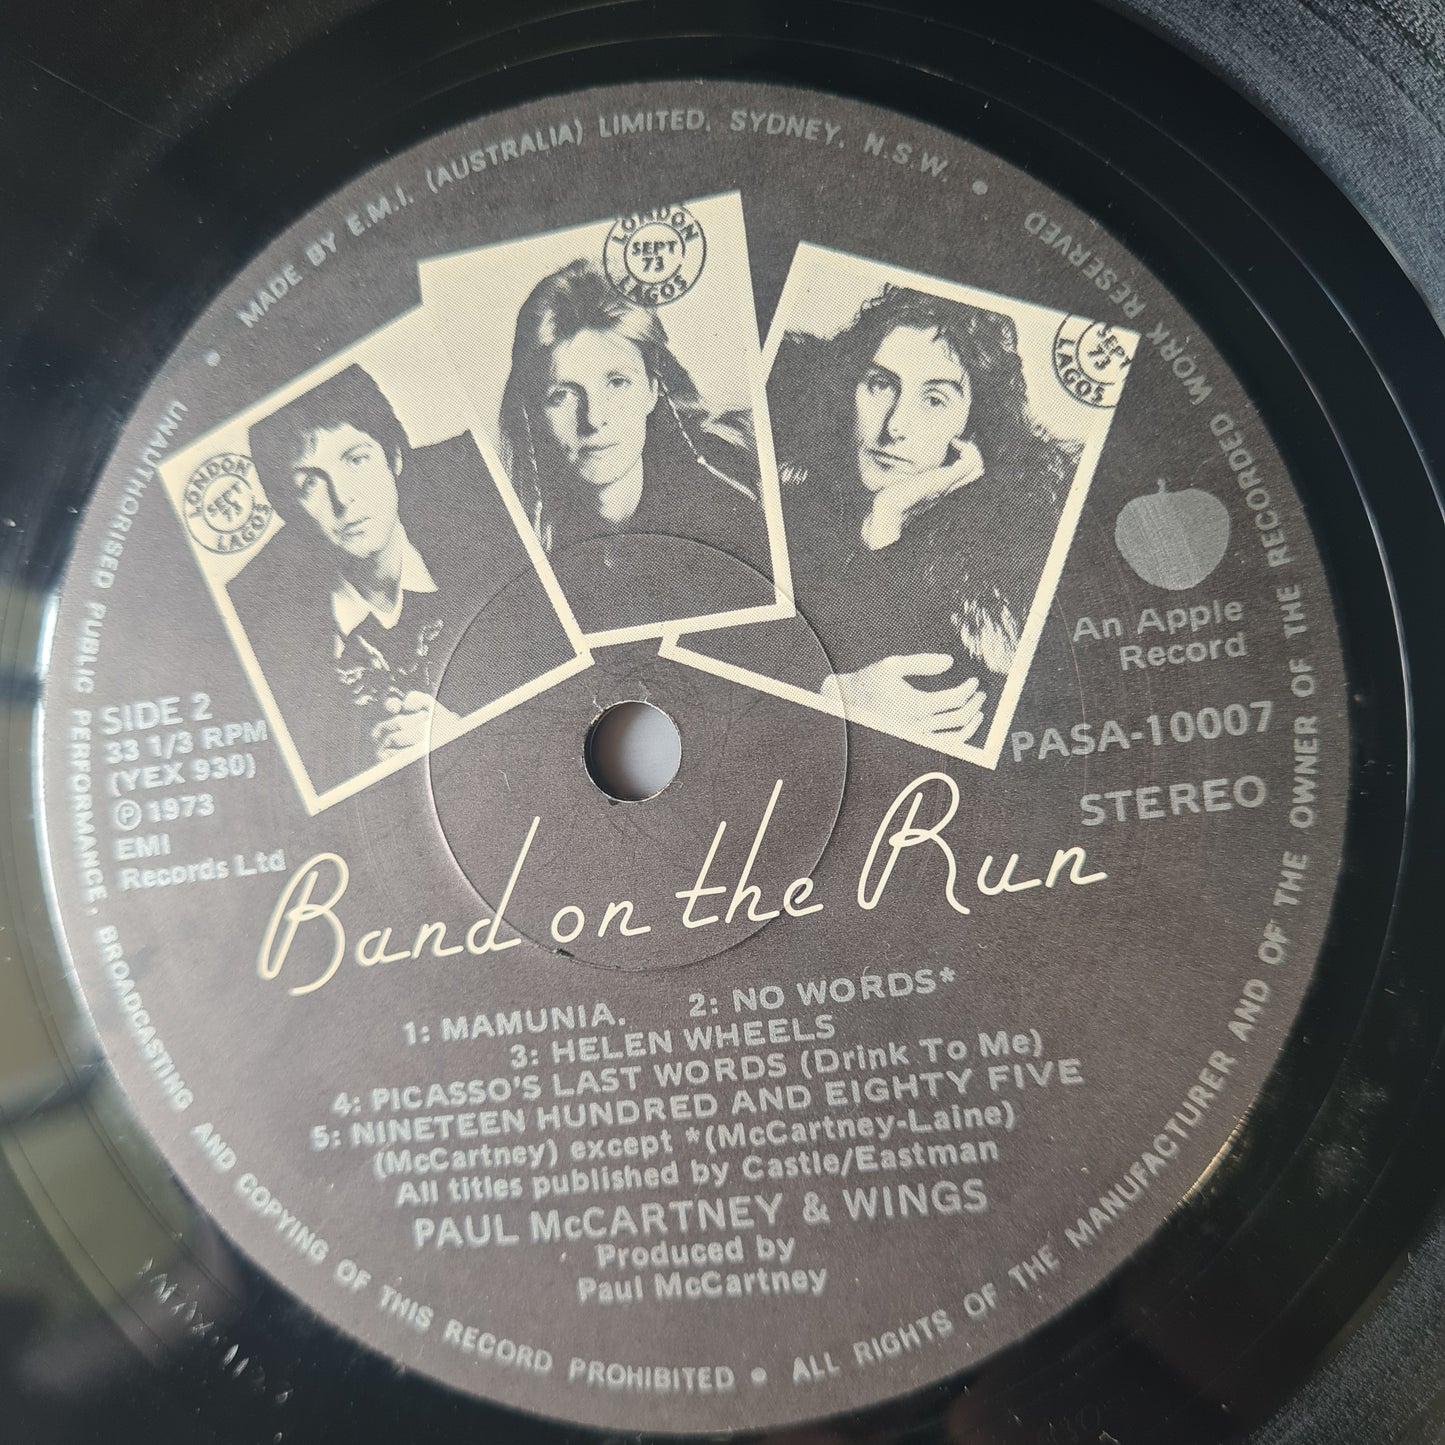 MADE BY E.M.I. (AUSTRALIA) LIMITED, SYDNEY, N.S.W. •
UNAUTHORISED PUBLIC PERFORMANCE, BROADCASTING AND COPYING OF THIS RECORD PROHIBITED • ALL RIGHTS OF THE MANUFACTURER AND OF THE OWNER OF THE RECORDED WORK RESERVED •
LONDON
SEPT
73
LAGOS
LONDON
SEPT
73
LAGOS
SEPT
73
LAGOS
An Apple
Record
SIDE 2
33 1/3 RPM
(YEX 930)
℗ 1973
EMI
Records Ltd
PASA-10007
STEREO
Band on the Run
1: MAMUNIA. 2: NO WORDS*
3: HELEN WHEELS
4: PICASSO'S LAST WORDS (Drink To Me)
5: NINETEEN HUNDRED AND EIGHTY FIVE
(McCartney) except *(McCartney-Laine)
All titles published by Castle/Eastman
PAUL McCARTNEY & WINGS
Produced by
Paul McCartney